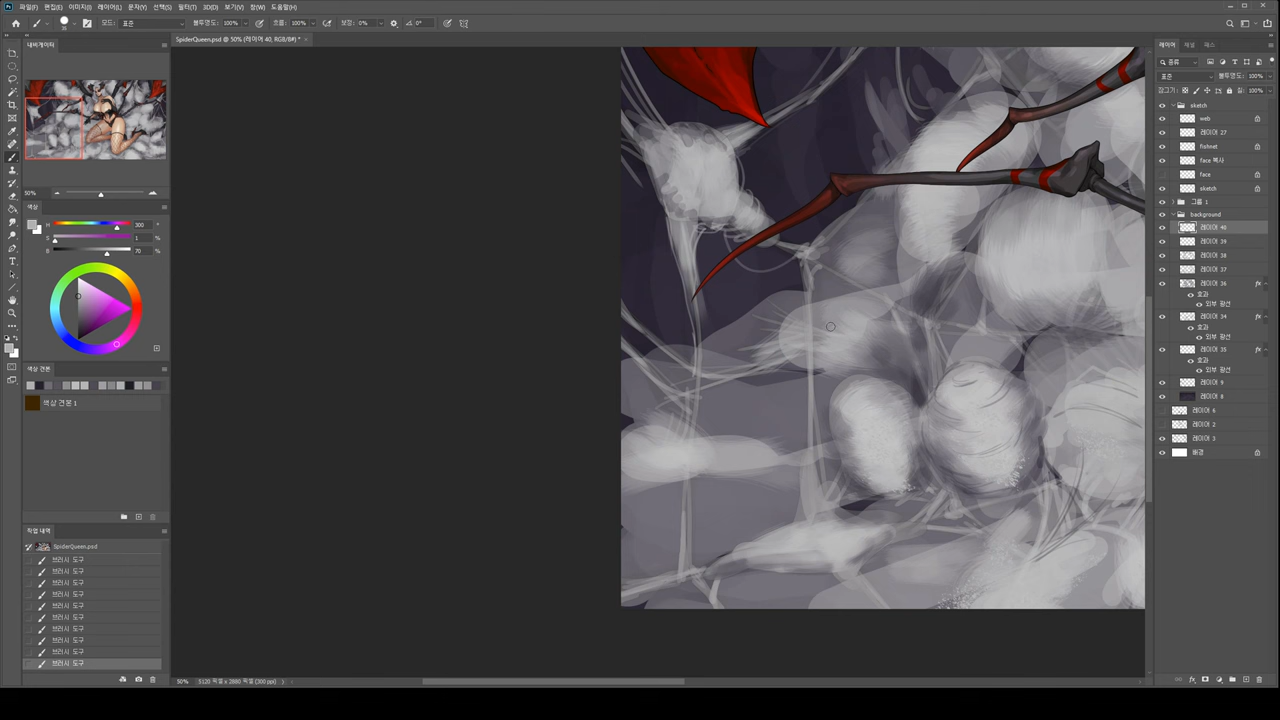 파일(F) 편집(E) 이미지(I) 레이어(L) 문자(Y) 선택(S) 필터(T) 3D(D) 보기(V) 창(W) 도움말(H)
35 모드: 표준 불투명도: 100% 흐름: 100% 보정: 0% 0°
SpiderQueen.psd @ 50% (레이어 40, RGB/8#) *
내비게이터
50%
색상
H 300 °
S 1 %
B 70 %
색상 견본
색상 견본 1
작업 내역
SpiderQueen.psd
브러시 도구
브러시 도구
브러시 도구
브러시 도구
브러시 도구
브러시 도구
브러시 도구
브러시 도구
브러시 도구
브러시 도구
50% 5120 픽셀 x 2880 픽셀 (300 ppi)
레이어 채널 패스
종류
표준 불투명도: 100%
잠그기: 칠: 100%
sketch
web
레이어 27
fishnet
face 복사
face
sketch
그룹 1
background
레이어 40
레이어 39
레이어 38
레이어 37
레이어 36 fx
효과
외부 광선
레이어 34 fx
효과
외부 광선
레이어 35 fx
효과
외부 광선
레이어 9
레이어 8
레이어 6
레이어 2
레이어 3
배경